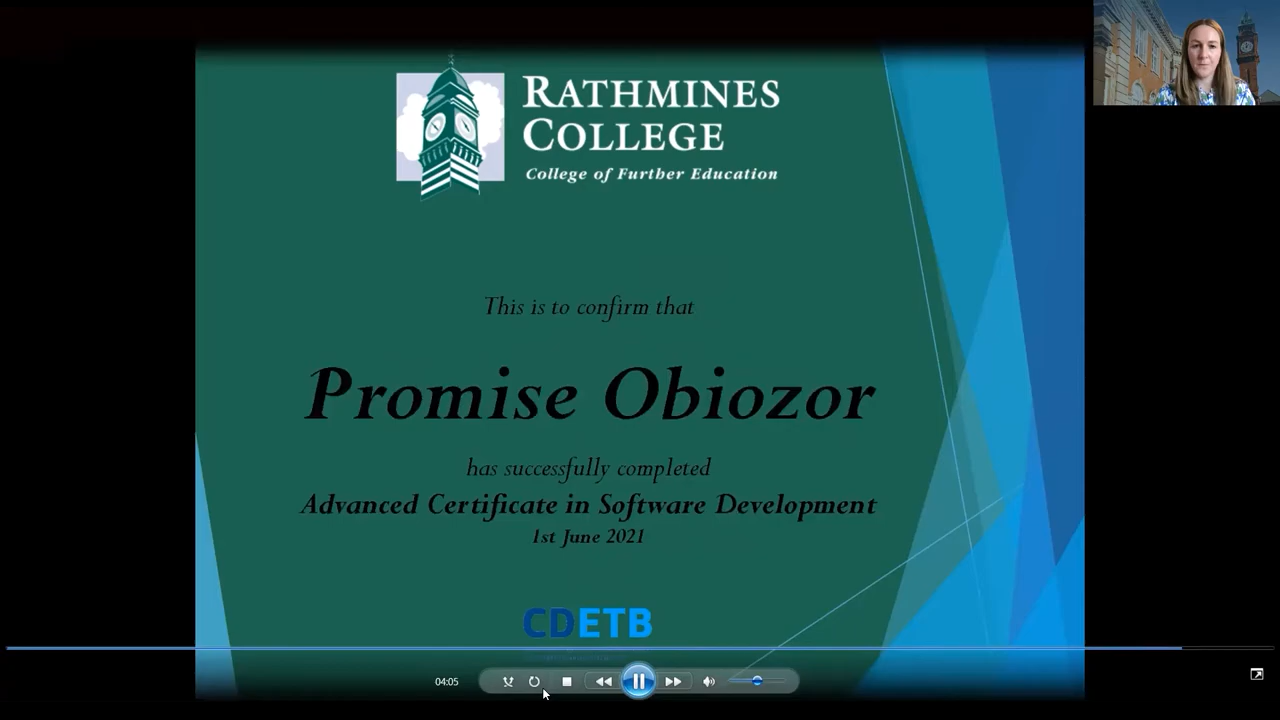 RATHMINES
COLLEGE
College of Further Education
This is to confirm that
Promise Obiozor
has successfully completed
Advanced Certificate in Software Development
1st June 2021
CDETB
04:05